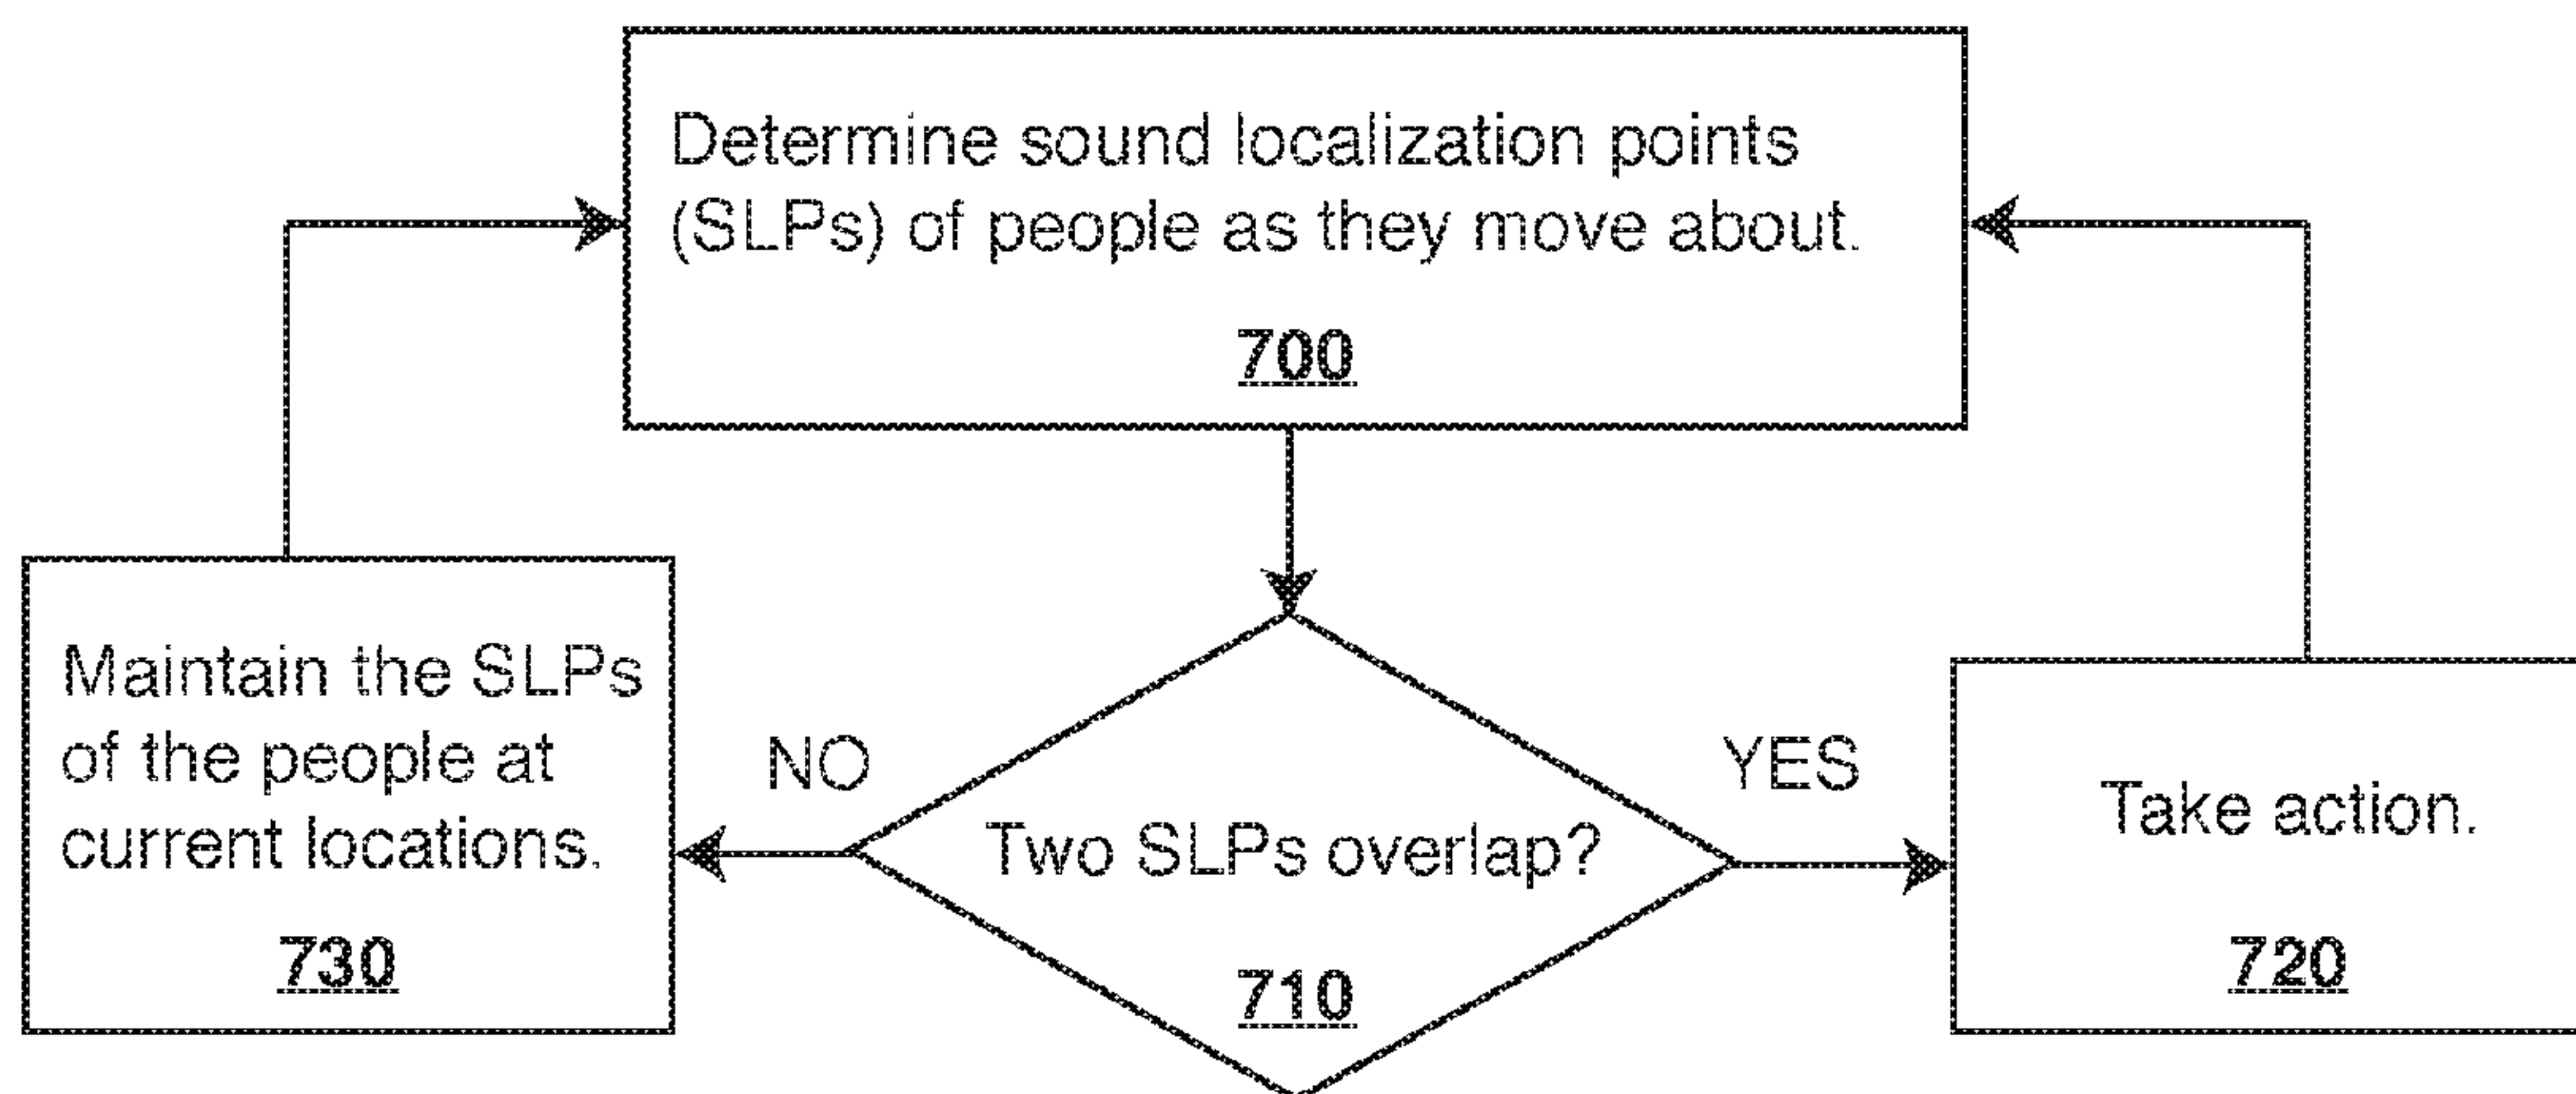 Determine sound localization points
(SLPs) of people as they move about.
700
Maintain the SLPs
of the people at
current locations.
730
NO
Two SLPs overlap?
710
YES
Take action.
720